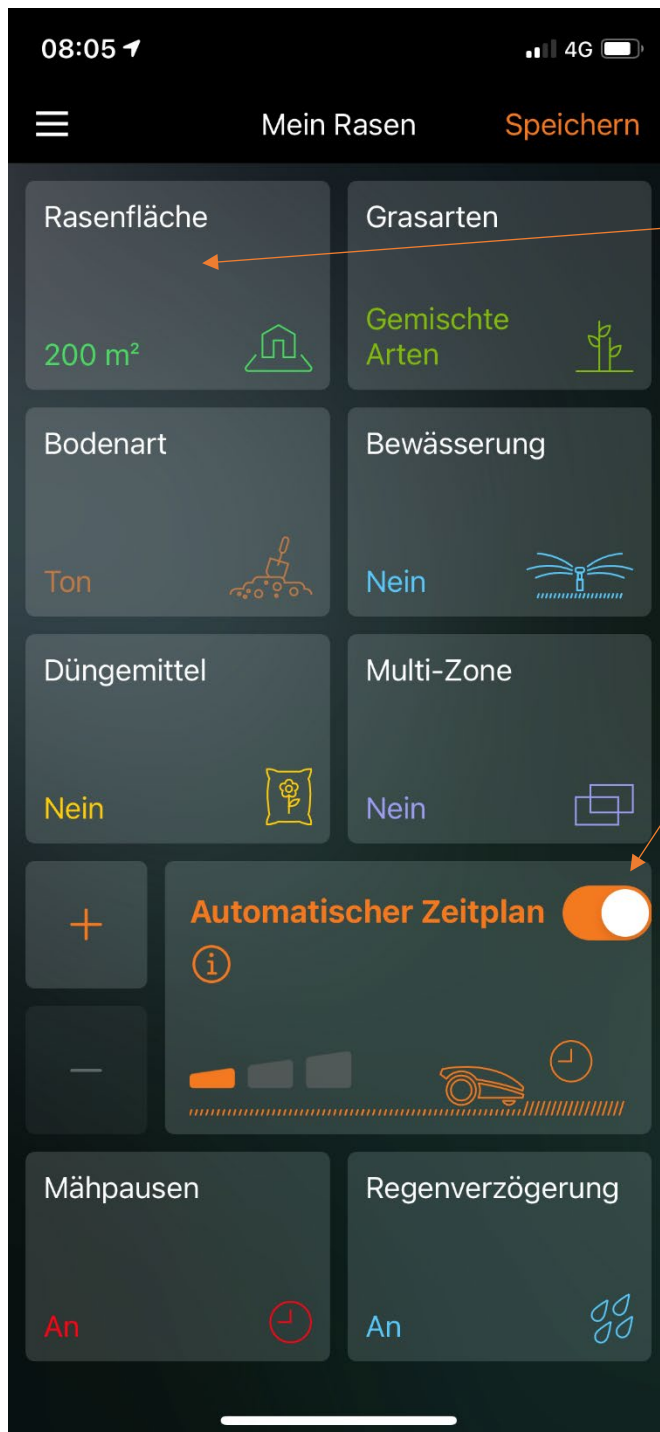 08:05
4G
Mein Rasen
Speichern
Rasenfläche
200 m²
Grasarten
Gemischte
Arten
Bodenart
Ton
Bewässerung
Nein
Düngemittel
Nein
Multi-Zone
Nein
+
Automatischer Zeitplan
i
−
Mähpausen
An
Regenverzögerung
An